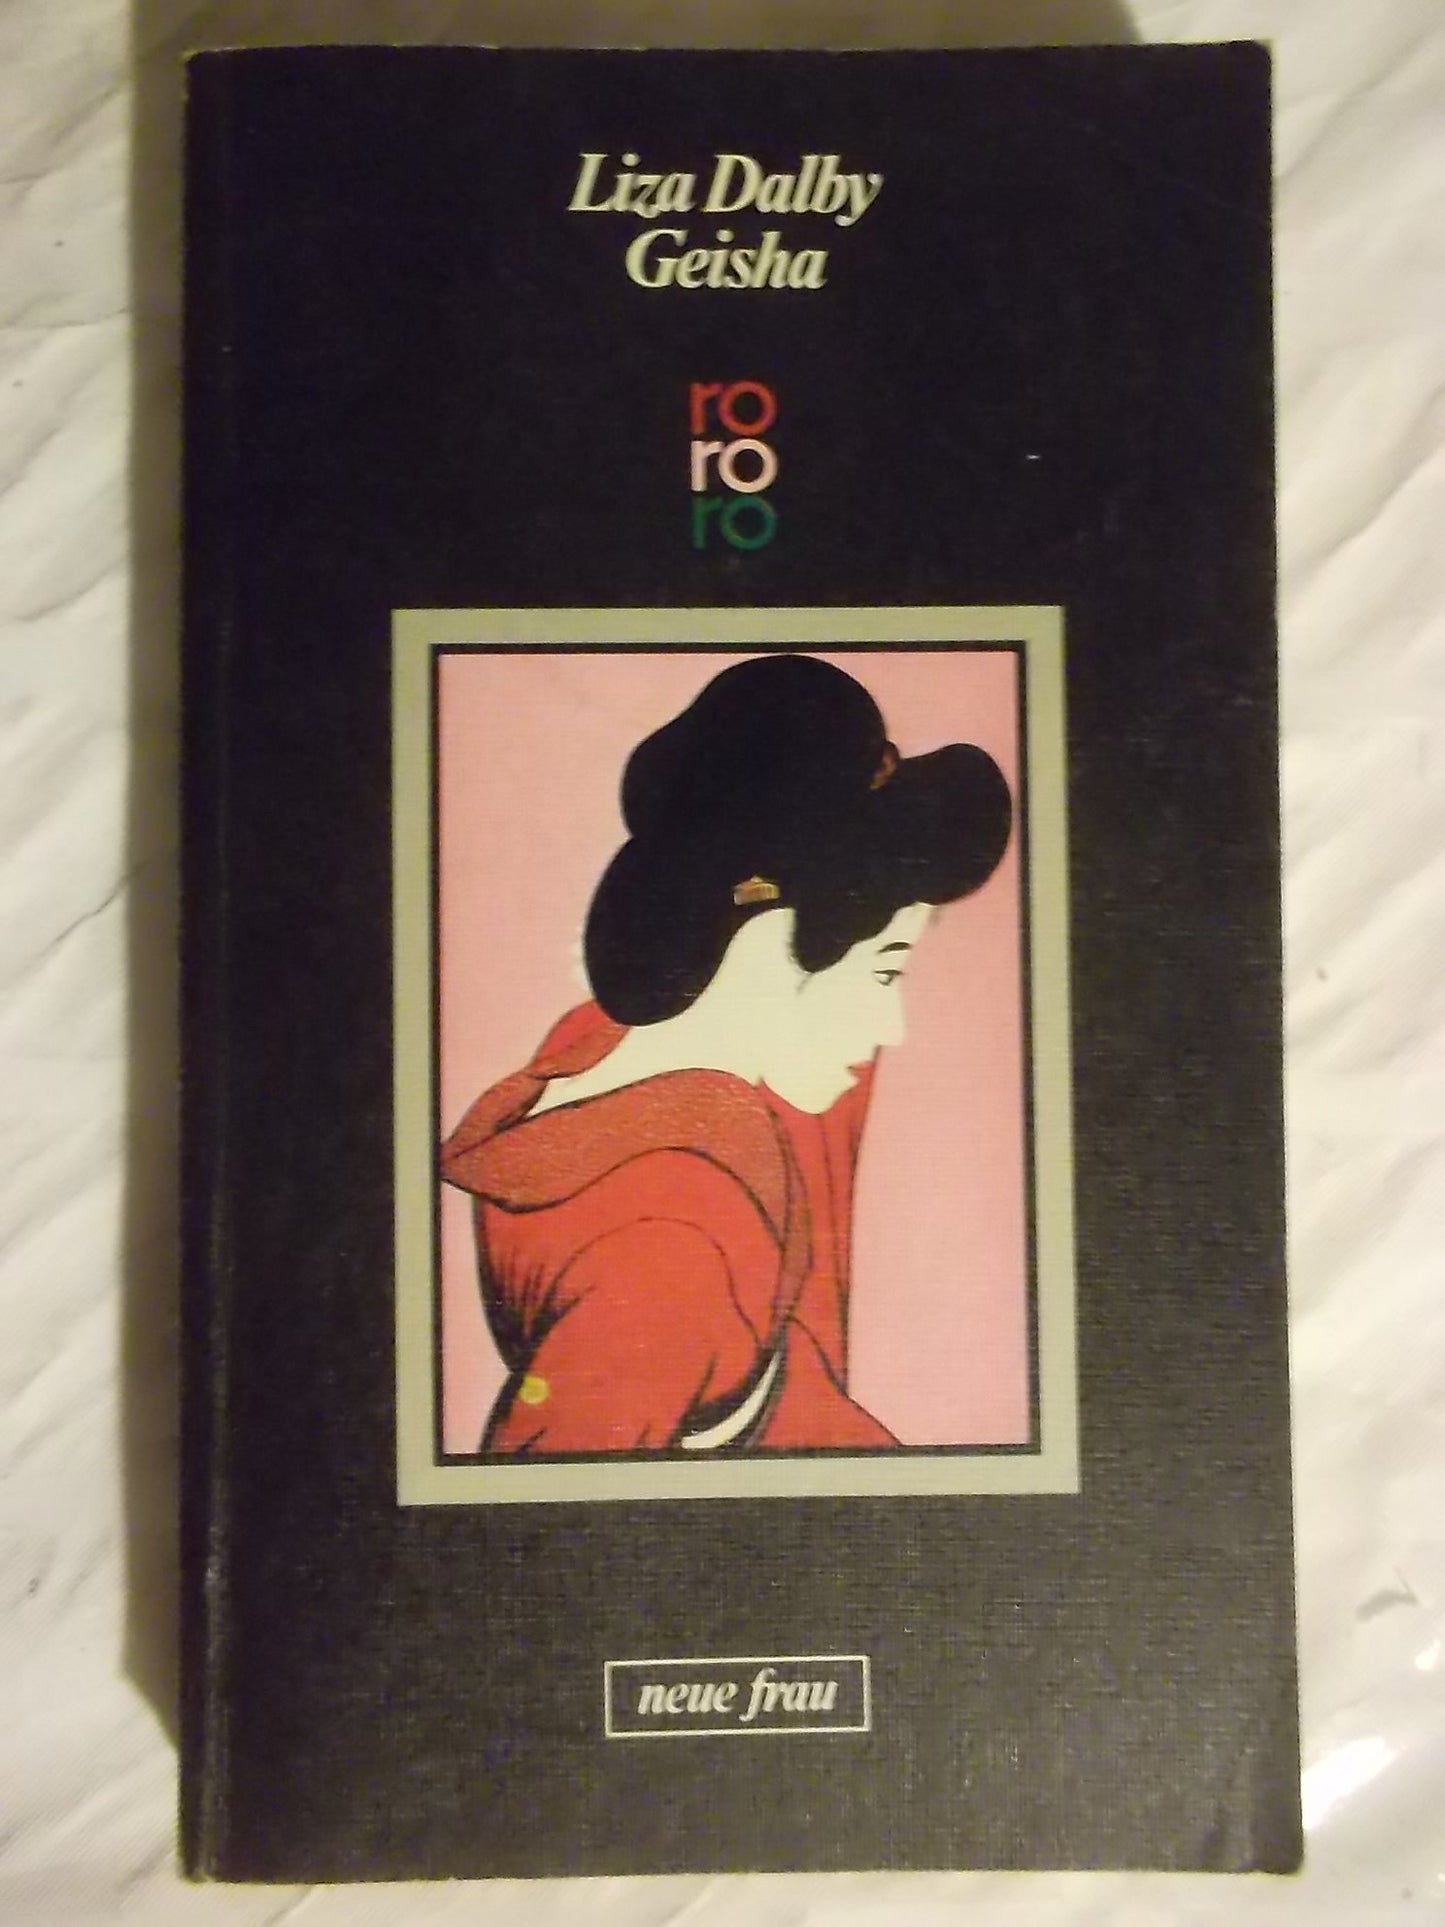 Liza Dalby
Geisha
ro
ro
ro
neue frau